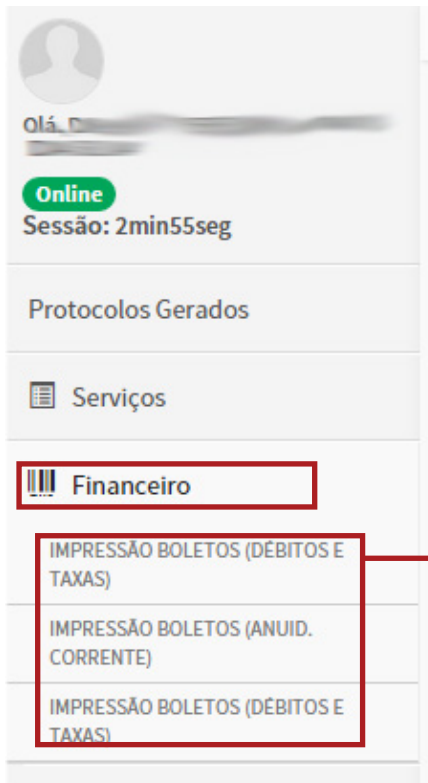 Olá,
Online
Sessão: 2min55seg
Protocolos Gerados
Serviços
Financeiro
IMPRESSÃO BOLETOS (DÉBITOS E
TAXAS)
IMPRESSÃO BOLETOS (ANUID.
CORRENTE)
IMPRESSÃO BOLETOS (DÉBITOS E
TAXAS)